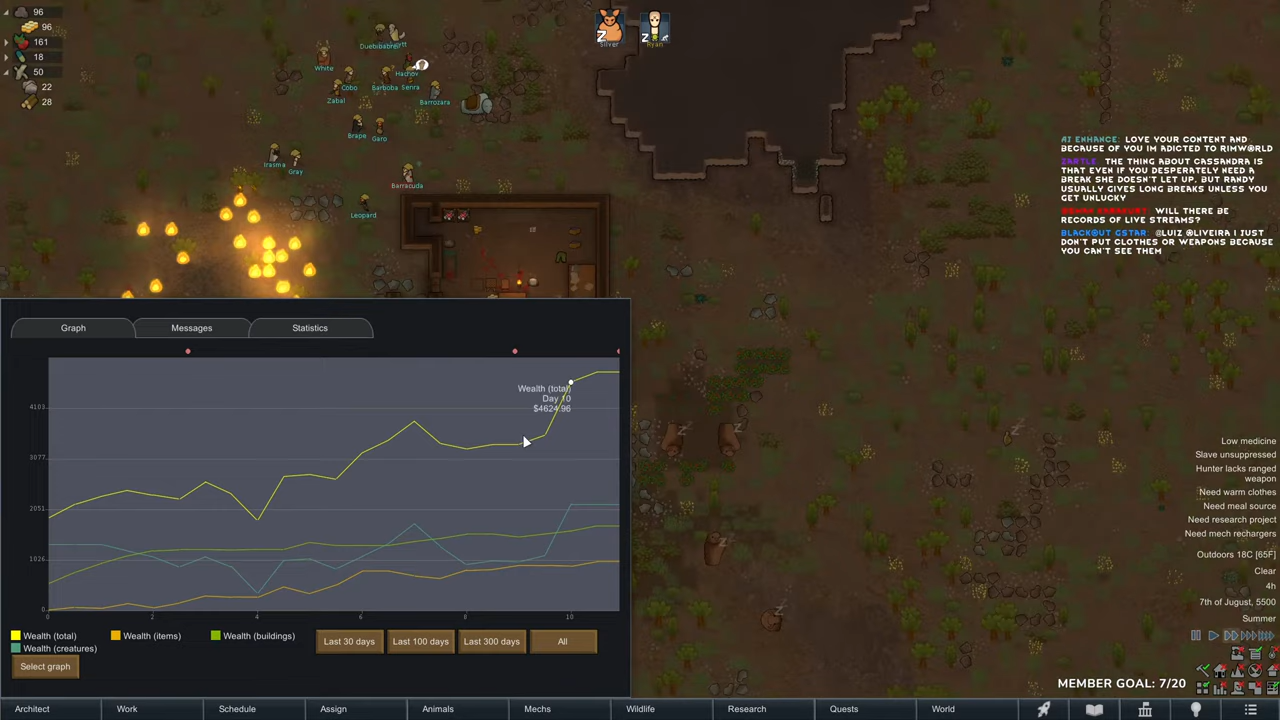 96
96
161
18
50
22
28
Silver
Ryan
White
Hachov
Cobo
Barboba
Senra
Zabal
Barrozara
Brape
Garo
Irasma
Gray
Barracuda
Leopard
AI ENHANCE: LOVE YOUR CONTENT AND
BECAUSE OF YOU IM ADICTED TO RIMWORLD
ZARTLE: THE THING ABOUT CASSANDRA IS
THAT EVEN IF YOU DESPERATELY NEED A
BREAK SHE DOESN'T LET UP. BUT RANDY
USUALLY GIVES LONG BREAKS UNLESS YOU
GET UNLUCKY
WILL THERE BE
RECORDS OF LIVE STREAMS?
BLACKOUT GSTAR: @LUIZ OLIVEIRA I JUST
DON'T PUT CLOTHES OR WEAPONS BECAUSE
YOU CAN'T SEE THEM
Graph
Messages
Statistics
Wealth (total)
Day 10
$4624.96
4103
3077
2051
1026
0
0 2 4 6 8 10
Wealth (total)
Wealth (items)
Wealth (buildings)
Wealth (creatures)
Last 30 days
Last 100 days
Last 300 days
All
Select graph
Low medicine
Slave unsuppressed
Hunter lacks ranged
weapon
Need warm clothes
Need meal source
Need research project
Need mech rechargers
Outdoors 18C [65F]
Clear
4h
7th of August, 5500
Summer
MEMBER GOAL: 7/20
Architect
Work
Schedule
Assign
Animals
Mechs
Wildlife
Research
Quests
World